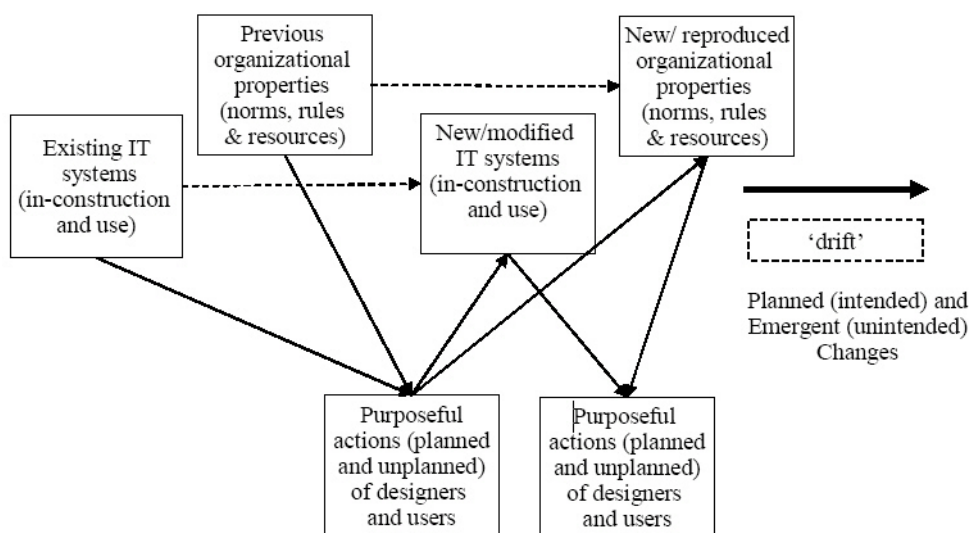 Previous
organizational
properties
(norms, rules
& resources)
New/ reproduced
organizational
properties
(norms, rules
& resources)
Existing IT
systems
(in-construction
and use)
New/modified
IT systems
(in-construction
and use)
‘drift’
Planned (intended) and
Emergent (unintended)
Changes
Purposeful
actions (planned
and unplanned)
of designers
and users
Purposeful
actions (planned
and unplanned)
of designers
and users